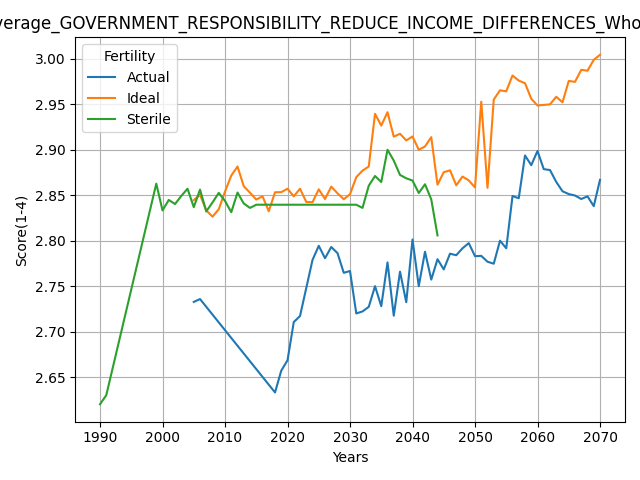 verage_GOVERNMENT_RESPONSIBILITY_REDUCE_INCOME_DIFFERENCES_Who
Fertility
Actual
Ideal
Sterile
Score(1-4)
3.00
2.95
2.90
2.85
2.80
2.75
2.70
2.65
1990 2000 2010 2020 2030 2040 2050 2060 2070
Years